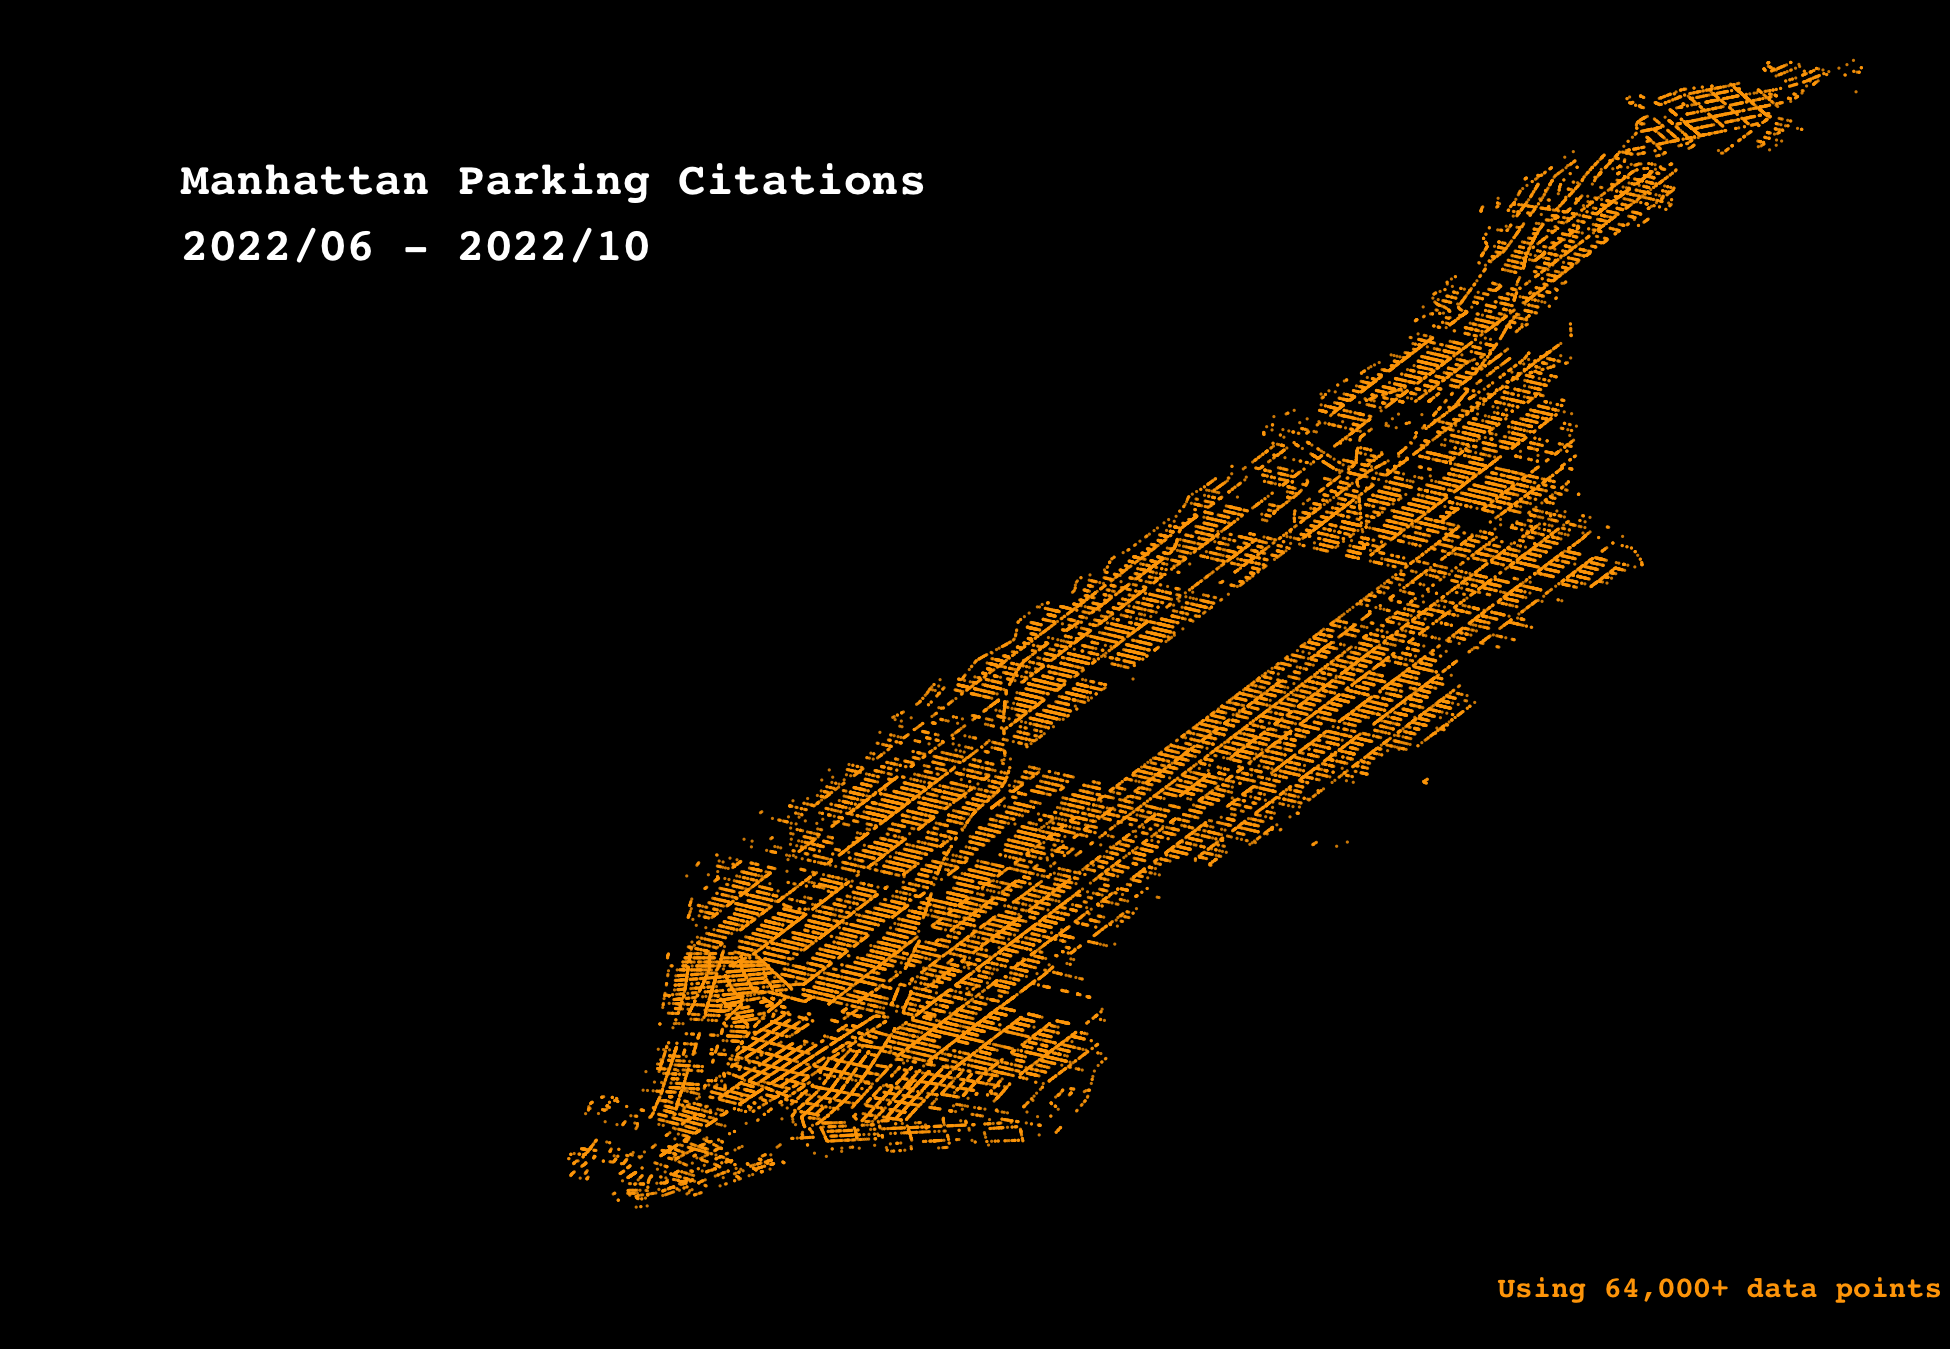 Manhattan Parking Citations
2022/06 - 2022/10
Using 64,000+ data points